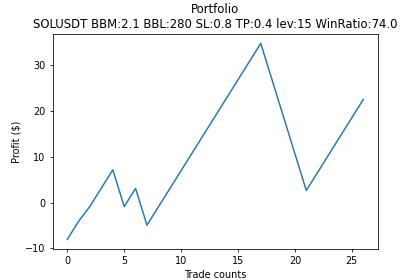 Portfolio
SOLUSDT BBM:2.1 BBL:280 SL:0.8 TP:0.4 lev:15 WinRatio:74.0
Profit ($)
30
20
10
0
−10
0 5 10 15 20 25
Trade counts